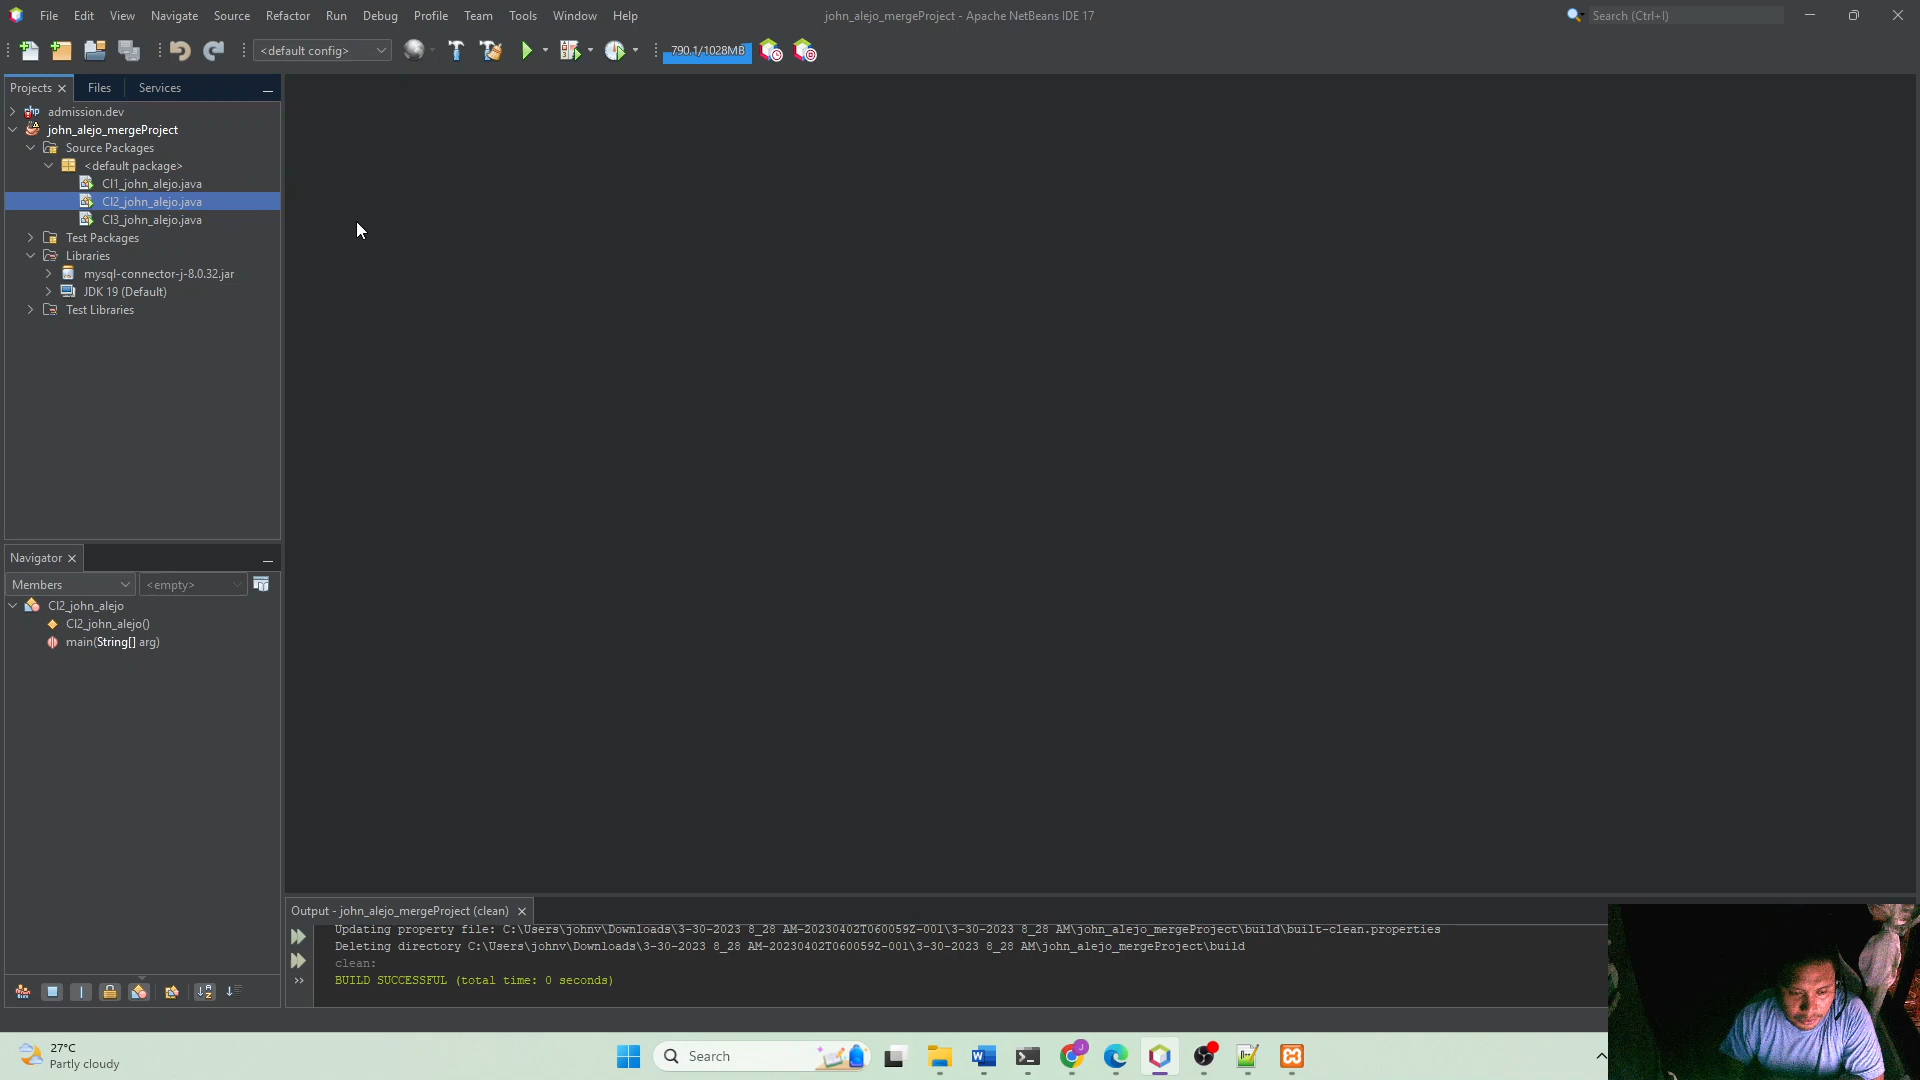 File Edit View Navigate Source Refactor Run Debug Profile Team Tools Window Help
john_alejo_mergeProject - Apache NetBeans IDE 17
Search (Ctrl+I)
<default config>
790.1/1028MB
Projects Files Services
php admission.dev
john_alejo_mergeProject
Source Packages
<default package>
CI1_john_alejo.java
CI2_john_alejo.java
CI3_john_alejo.java
Test Packages
Libraries
mysql-connector-j-8.0.32.jar
JDK 19 (Default)
Test Libraries
Navigator
Members <empty>
CI2_john_alejo
CI2_john_alejo()
main(String[] arg)
Output - john_alejo_mergeProject (clean)
Updating property file: C:\Users\johnv\Downloads\3-30-2023 8_28 AM-20230402T060059Z-001\3-30-2023 8_28 AM\john_alejo_mergeProject\build\built-clean.properties
Deleting directory C:\Users\johnv\Downloads\3-30-2023 8_28 AM-20230402T060059Z-001\3-30-2023 8_28 AM\john_alejo_mergeProject\build
clean:
BUILD SUCCESSFUL (total time: 0 seconds)
27°C
Partly cloudy
Search